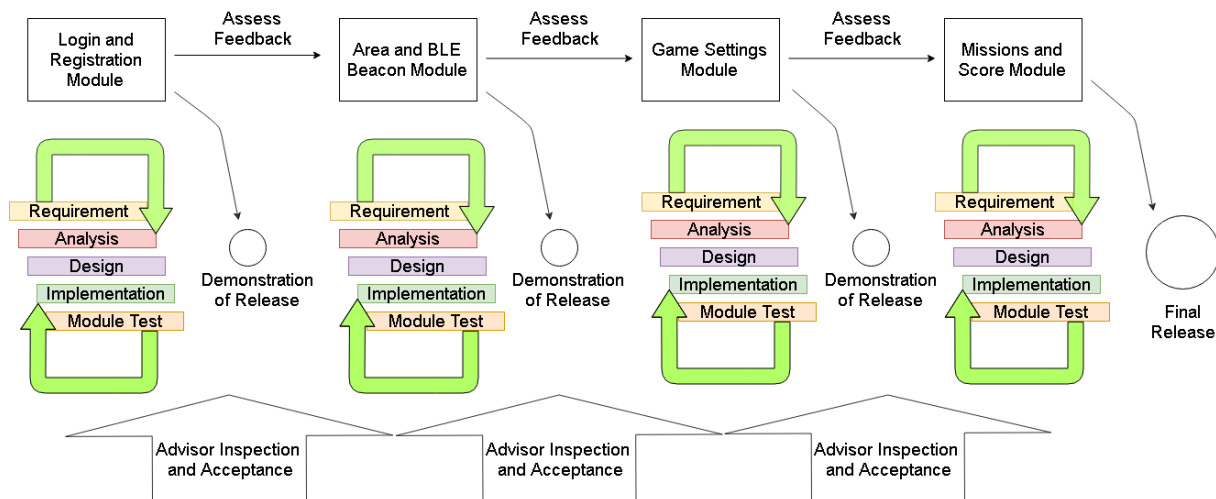 Login and
Registration
Module
Assess
Feedback
Area and BLE
Beacon Module
Assess
Feedback
Game Settings
Module
Assess
Feedback
Missions and
Score Module
Requirement
Analysis
Design
Implementation
Module Test
Demonstration
of Release
Requirement
Analysis
Design
Implementation
Module Test
Demonstration
of Release
Requirement
Analysis
Design
Implementation
Module Test
Demonstration
of Release
Requirement
Analysis
Design
Implementation
Module Test
Final
Release
Advisor Inspection
and Acceptance
Advisor Inspection
and Acceptance
Advisor Inspection
and Acceptance